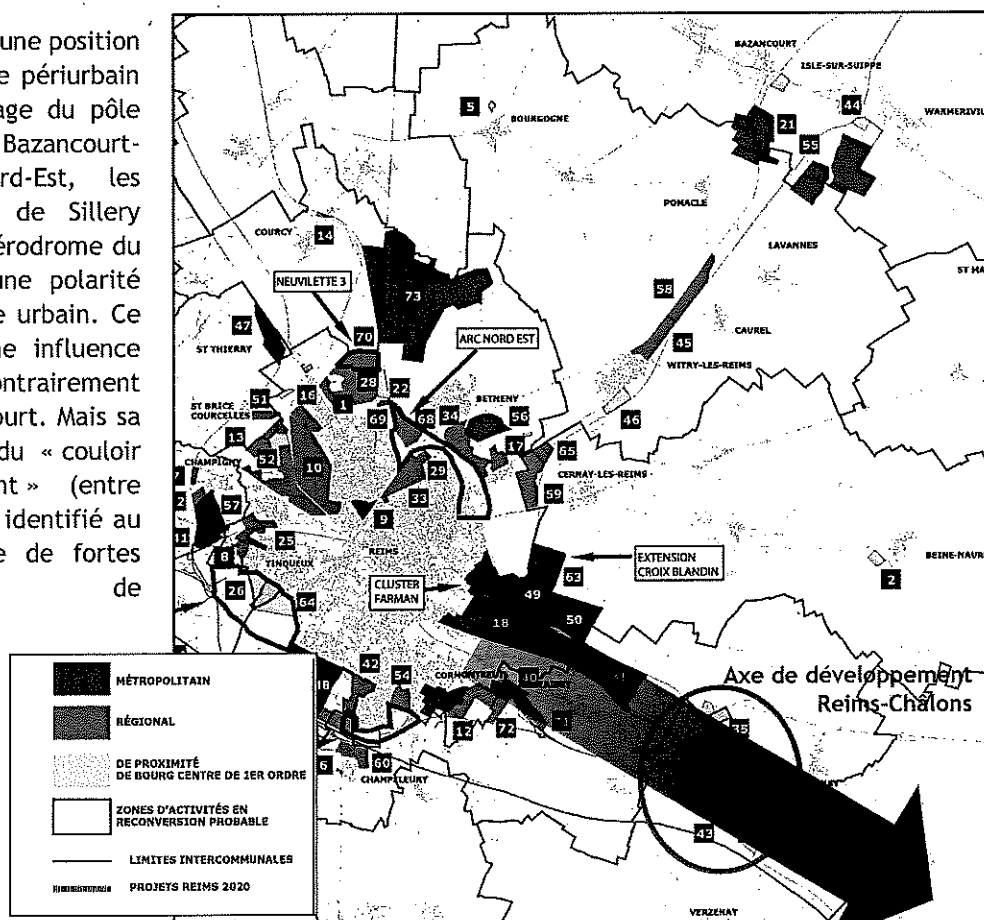 une position
e périurbain
age du pôle
Bazancourt-
rd-Est, les
de Sillery
érodrome du
une polarité
e urbain. Ce
ne influence
ontrairement
ourt. Mais sa
du « couloir
nt » (entre
identifié au
e de fortes
de
BAZANCOURT
ISLE-SUR-SUIPPE
44
WARMERIVIL
5
BOURGOGNE
21
55
POMACLE
COURCY
14
LAVANNES
ST HA
NEUVILETTE 3
73
58
47
ST THIERRY
70
ARC NORD EST
CAUREL
45
WITRY-LES-REIMS
16
28
22
BETHENY
51
ST BRICE
COURCELLES
1
69
68
34
56
46
13
17
65
CHAMPIGNY
52
10
29
CERNAY-LES-REIMS
2
57
33
59
9
REIMS
8
25
TINQUEUX
EXTENSION
CROIX BLANDIN
BEINE-NAUR
63
2
26
CLUSTER
FARMAN
49
64
18
50
42
54
CORMONTREUIL
Axe de développement
Reims-Châlons
35
12
72
71
6
60
CHAMPFLEURY
43
VERZENAY
MÉTROPOLITAIN
RÉGIONAL
DE PROXIMITÉ
DE BOURG CENTRE DE 1ER ORDRE
ZONES D'ACTIVITÉS EN
RECONVERSION PROBABLE
LIMITES INTERCOMMUNALES
PROJETS REIMS 2020